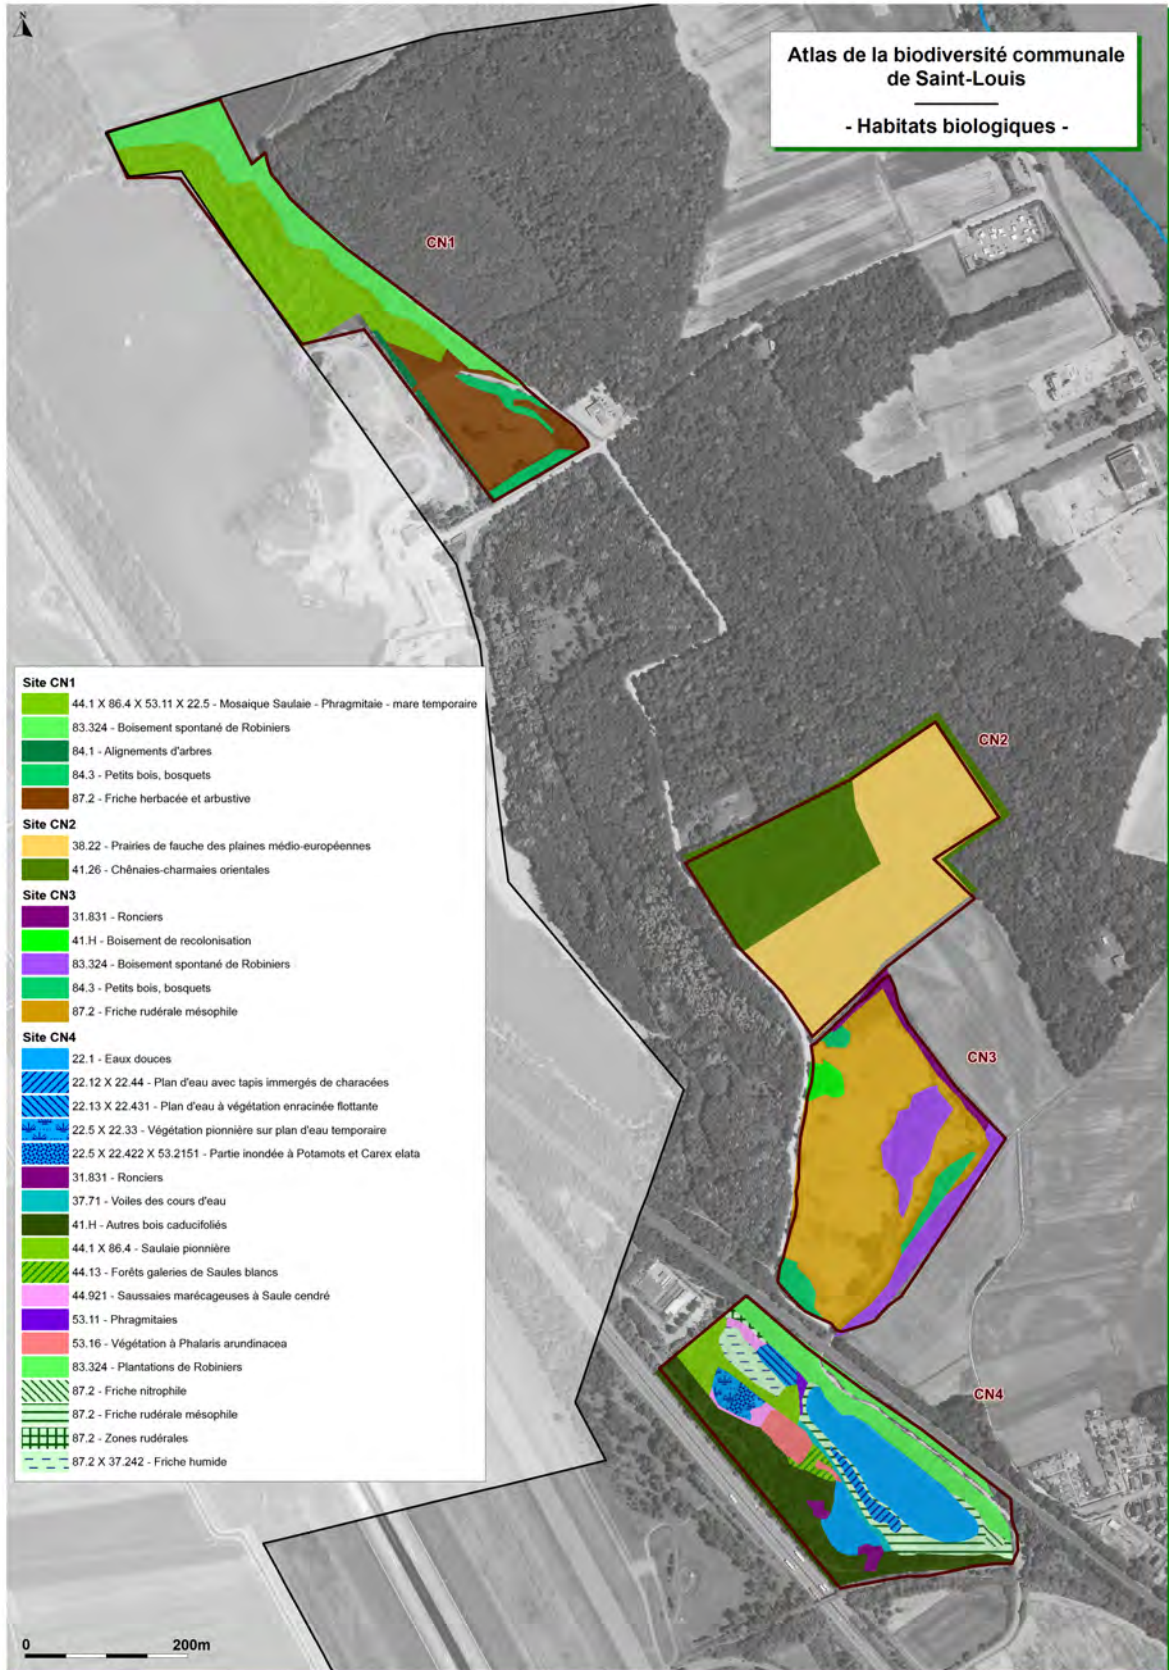 N
Atlas de la biodiversité communale
de Saint-Louis
- Habitats biologiques -
CN1
CN2
CN3
CN4
Site CN1
44.1 X 86.4 X 53.11 X 22.5 - Mosaique Saulaie - Phragmitaie - mare temporaire
83.324 - Boisement spontané de Robiniers
84.1 - Alignements d'arbres
84.3 - Petits bois, bosquets
87.2 - Friche herbacée et arbustive
Site CN2
38.22 - Prairies de fauche des plaines médio-européennes
41.26 - Chênaies-charmaies orientales
Site CN3
31.831 - Ronciers
41.H - Boisement de recolonisation
83.324 - Boisement spontané de Robiniers
84.3 - Petits bois, bosquets
87.2 - Friche rudérale mésophile
Site CN4
22.1 - Eaux douces
22.12 X 22.44 - Plan d'eau avec tapis immergés de characées
22.13 X 22.431 - Plan d'eau à végétation enracinée flottante
22.5 X 22.33 - Végétation pionnière sur plan d'eau temporaire
22.5 X 22.422 X 53.2151 - Partie inondée à Potamots et Carex elata
31.831 - Ronciers
37.71 - Voiles des cours d'eau
41.H - Autres bois caducifoliés
44.1 X 86.4 - Saulaie pionnière
44.13 - Forêts galeries de Saules blancs
44.921 - Saussaies marécageuses à Saule cendré
53.11 - Phragmitaies
53.16 - Végétation à Phalaris arundinacea
83.324 - Plantations de Robiniers
87.2 - Friche nitrophile
87.2 - Friche rudérale mésophile
87.2 - Zones rudérales
87.2 X 37.242 - Friche humide
0 200m